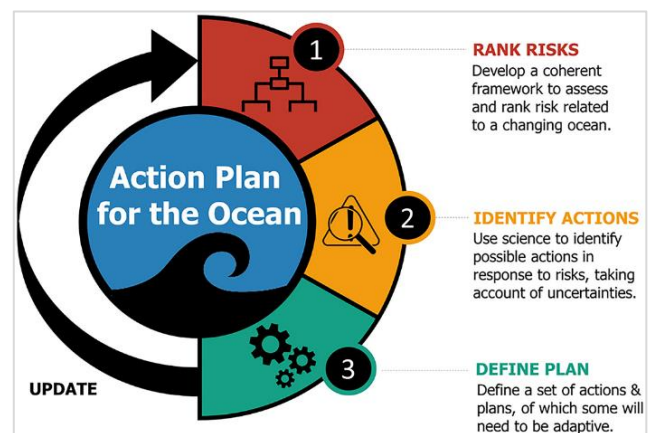 Action Plan
for the Ocean
UPDATE
1
RANK RISKS
Develop a coherent
framework to assess
and rank risk related
to a changing ocean.
2
IDENTIFY ACTIONS
Use science to identify
possible actions in
response to risks, taking
account of uncertainties.
3
DEFINE PLAN
Define a set of actions &
plans, of which some will
need to be adaptive.